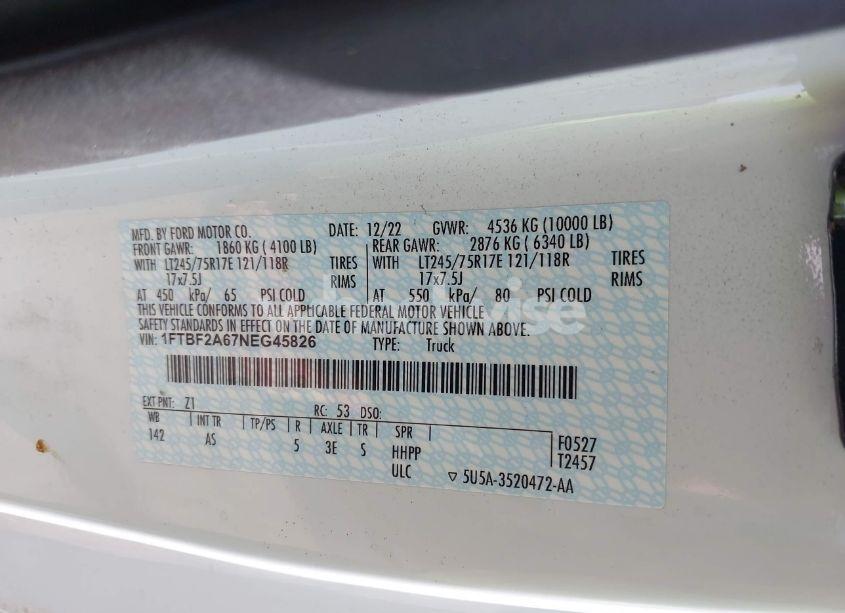 MFD. BY FORD MOTOR CO. DATE: 12/22 GVWR: 4536 KG (10000 LB)
FRONT GAWR: 1860 KG ( 4100 LB) REAR GAWR: 2876 KG ( 6340 LB)
WITH LT245/75R17E 121/118R TIRES WITH LT245/75R17E 121/118R TIRES
17x7.5J RIMS 17x7.5J RIMS
AT 450 kPa/ 65 PSI COLD AT 550 kPa/ 80 PSI COLD
THIS VEHICLE CONFORMS TO ALL APPLICABLE FEDERAL MOTOR VEHICLE
SAFETY STANDARDS IN EFFECT ON THE DATE OF MANUFACTURE SHOWN ABOVE.
VIN: 1FTBF2A67NEG45826 TYPE: Truck
EXT PNT: Z1 RC: 53 DSO:
WB INT TR TP/PS R AXLE TR SPR F0527
142 AS 5 3E S HHPP T2457
ULC ▽ 5U5A-3520472-AA